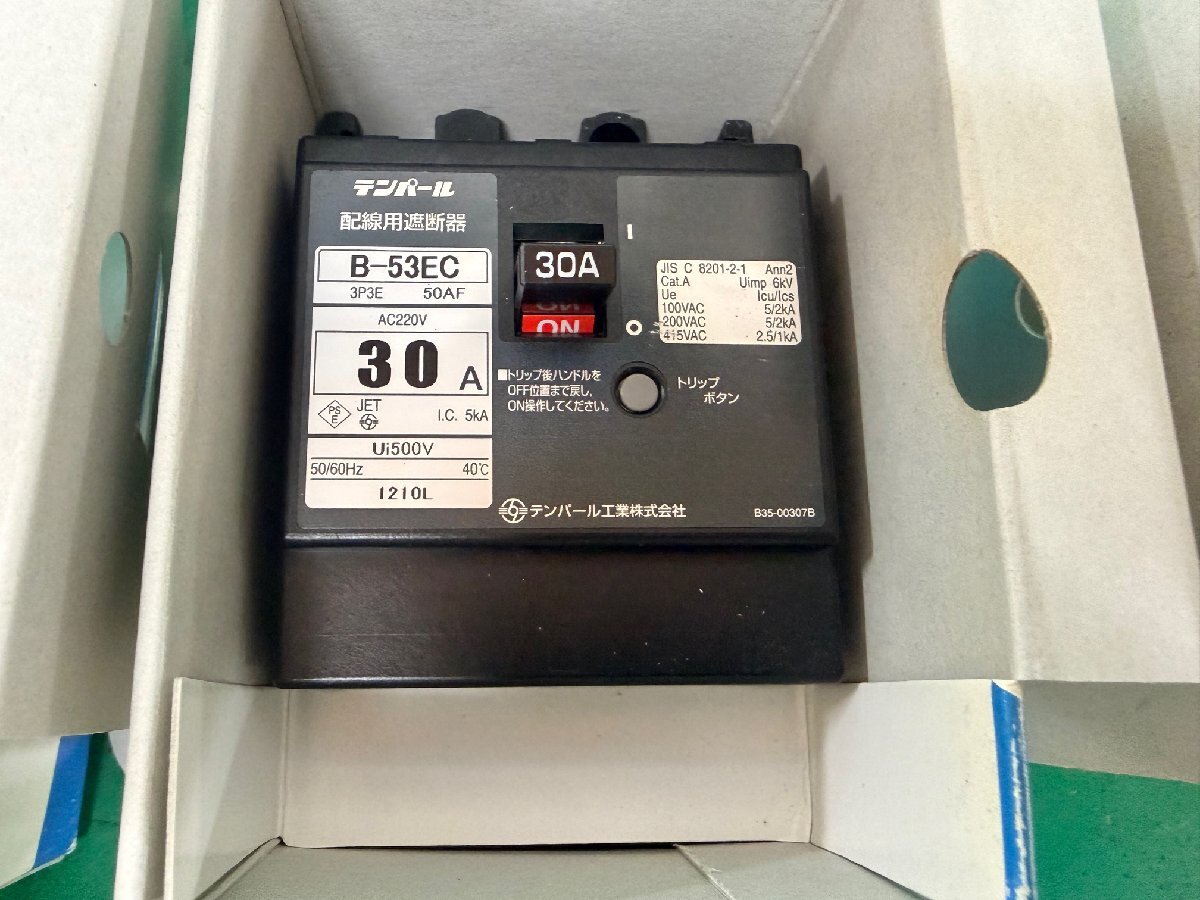 テンパール
配線用遮断器
B-53EC
3P3E 50AF
AC220V
30 A
PS E JET I.C. 5kA
Ui500V
50/60Hz 40℃
1210L
I
30A
ON
ON
O
JIS C 8201-2-1 Ann2
Cat.A Uimp 6kV
Ue Icu/Ics
100VAC 5/2kA
200VAC 5/2kA
415VAC 2.5/1kA
■トリップ後ハンドルを
OFF位置まで戻し,
ON操作してください。
トリップ
ボタン
テンパール工業株式会社
B35-00307B